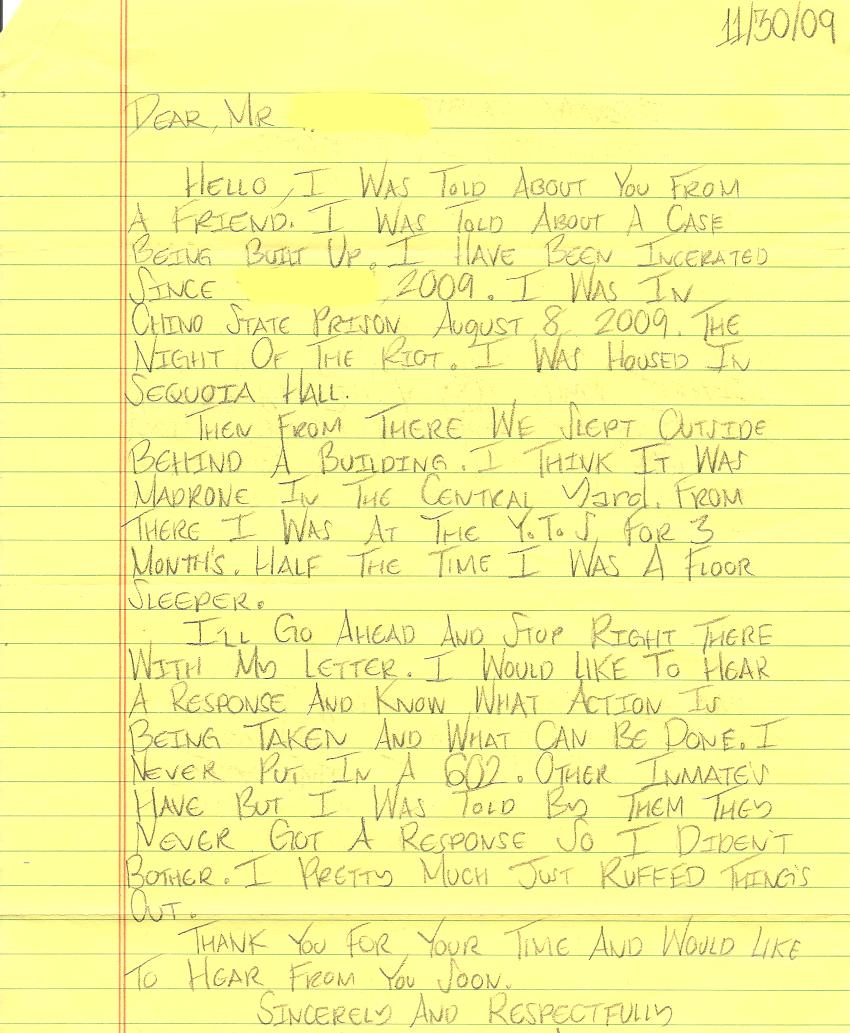 11/30/09
DEAR, MR
HELLO, I WAS TOLD ABOUT YOU FROM
A FRIEND. I WAS TOLD ABOUT A CASE
BEING BUILT UP. I HAVE BEEN INCERATED
SINCE , 2009. I WAS IN
CHINO STATE PRISON AUGUST 8, 2009. THE
NIGHT OF THE RIOT. I WAS HOUSED IN
SEQUOIA HALL.
THEN FROM THERE WE SLEPT OUTSIDE
BEHIND A BUILDING. I THINK IT WAS
MADRONE IN THE CENTRAL Yard. FROM
THERE I WAS AT THE Y.T.S, FOR 3
MONTH'S. HALF THE TIME I WAS A FLOOR
SLEEPER.
I'LL GO AHEAD AND STOP RIGHT THERE
WITH My LETTER. I WOULD LIKE TO HEAR
A RESPONSE AND KNOW WHAT ACTION IS
BEING TAKEN AND WHAT CAN BE DONE. I
NEVER PUT IN A 602. OTHER INMATE'S
HAVE BUT I WAS TOLD By THEM THEy
NEVER GOT A RESPONSE SO I DIDEN'T
BOTHER. I PRETTy MUCH JUST RUFFED THING'S
OUT.
THANK YOU FOR YOUR TIME AND WOULD LIKE
TO HEAR FROM YOU SOON.
SINCERELy AND RESPECTFULLy